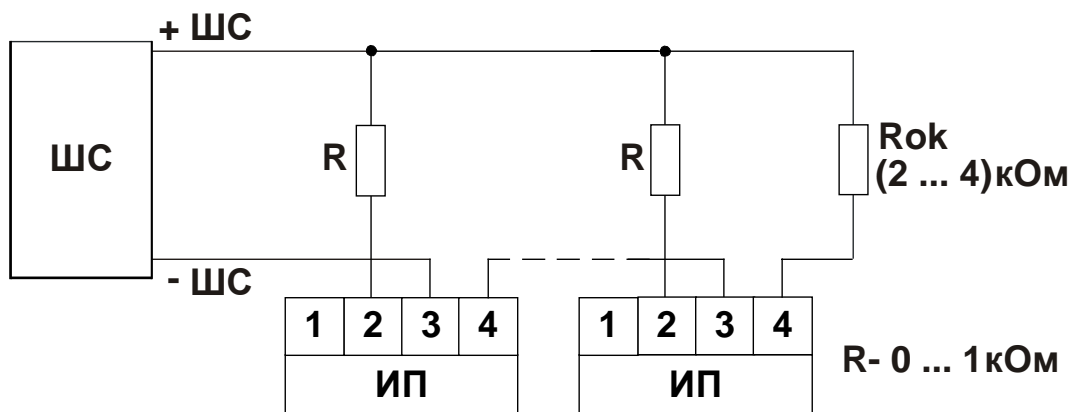 + ШС
ШС
R
R
Rok
(2 ... 4)кОм
- ШС
1 2 3 4
1 2 3 4
ИП
ИП
R- 0 ... 1кОм